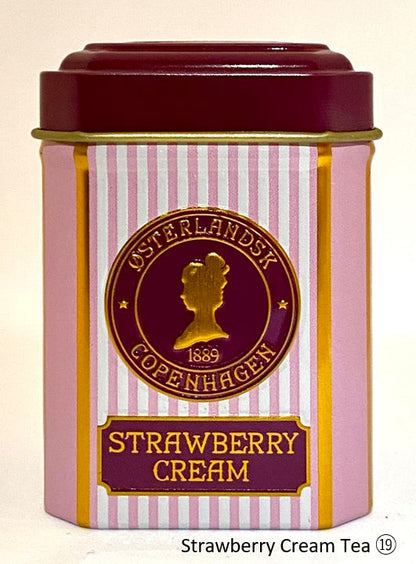 ØSTERLANDSK
1889
COPENHAGEN
STRAWBERRY
CREAM
Strawberry Cream Tea ⑲